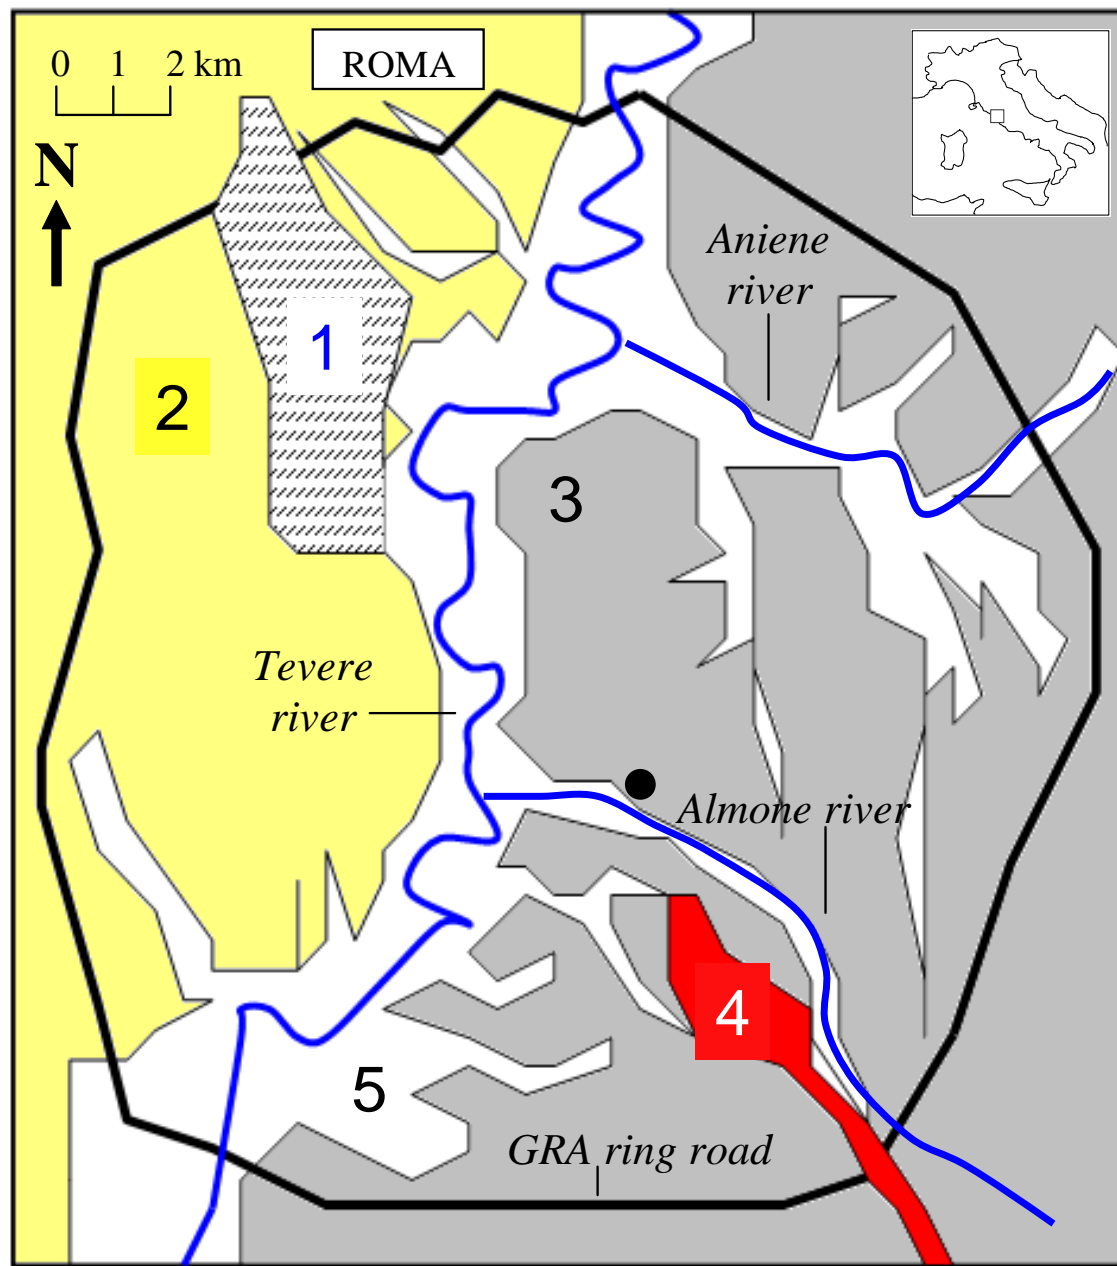 ROMA
0 1 2 km
N
Aniene
river
1
2
3
Tevere
river
Almone river
4
5
GRA ring road